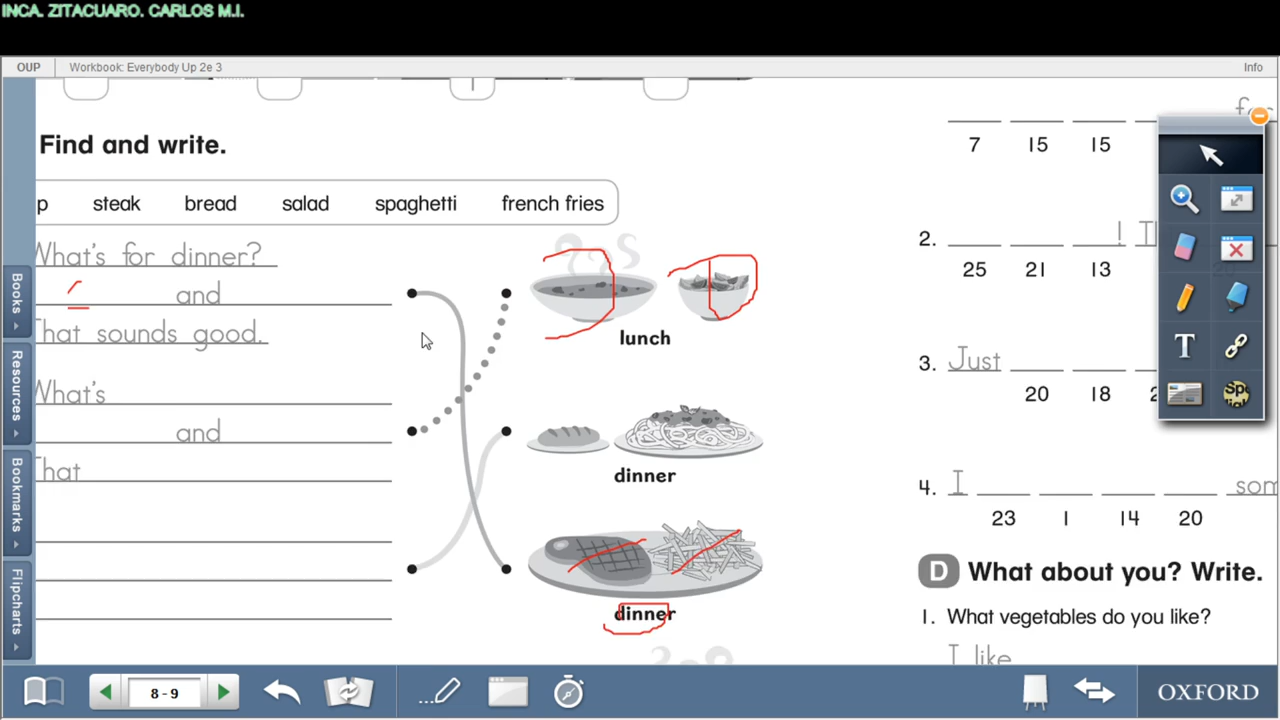 INCA. ZITACUARO. CARLOS M.I.
OUP Workbook: Everybody Up 2e 3 Info
Find and write.
p steak bread salad spaghetti french fries
What's for dinner?
and
That sounds good.
What's
and
That
lunch
dinner
dinner
7 15 15
2. ! T
25 21 13
3. Just
20 18 2
4. I som
23 1 14 20
D What about you? Write.
1. What vegetables do you like?
I like
Books
Resources
Bookmarks
Flipcharts
T
8 - 9
OXFORD